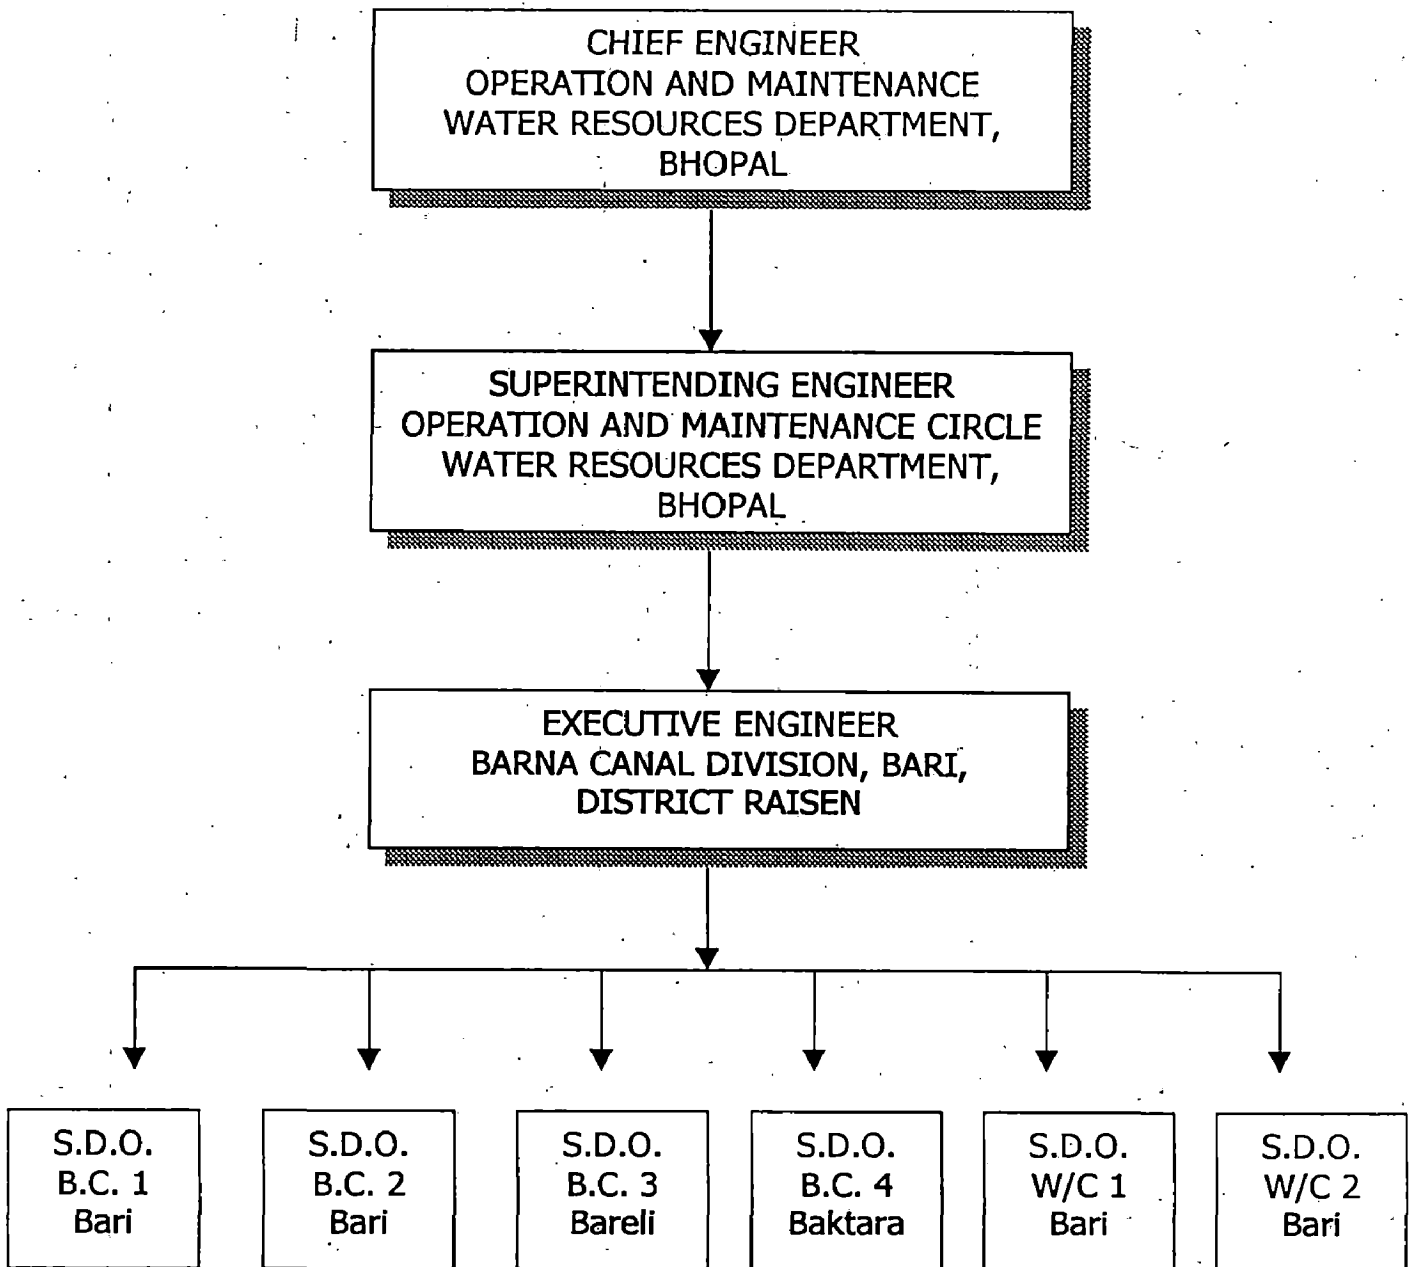 CHIEF ENGINEER
OPERATION AND MAINTENANCE
WATER RESOURCES DEPARTMENT,
BHOPAL
SUPERINTENDING ENGINEER
OPERATION AND MAINTENANCE CIRCLE
WATER RESOURCES DEPARTMENT,
BHOPAL
EXECUTIVE ENGINEER
BARNA CANAL DIVISION, BARI,
DISTRICT RAISEN
S.D.O.
B.C. 1
Bari
S.D.O.
B.C. 2
Bari
S.D.O.
B.C. 3
Bareli
S.D.O.
B.C. 4
Baktara
S.D.O.
W/C 1
Bari
S.D.O.
W/C 2
Bari